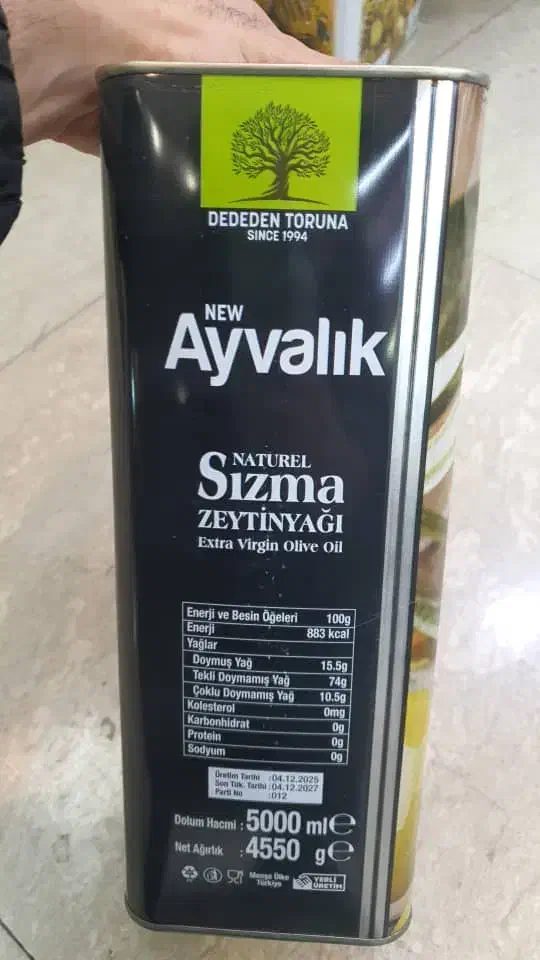 DEDEDEN TORUNA
SINCE 1994
NEW
Ayvalık
NATUREL
Sızma
ZEYTİNYAĞI
Extra Virgin Olive Oil
Enerji ve Besin Öğeleri 100g
Enerji 883 kcal
Yağlar
Doymuş Yağ 15.5g
Tekli Doymamış Yağ 74g
Çoklu Doymamış Yağ 10.5g
Kolesterol 0mg
Karbonhidrat 0g
Protein 0g
Sodyum 0g
Üretim Tarihi :04.12.2025
Son Tük. Tarihi :04.12.2027
Parti No :012
Dolum Hacmi : 5000 ml℮
Net Ağırlık : 4550 g℮
Menşe Ülke
Türkiye
YERLİ
ÜRETİM